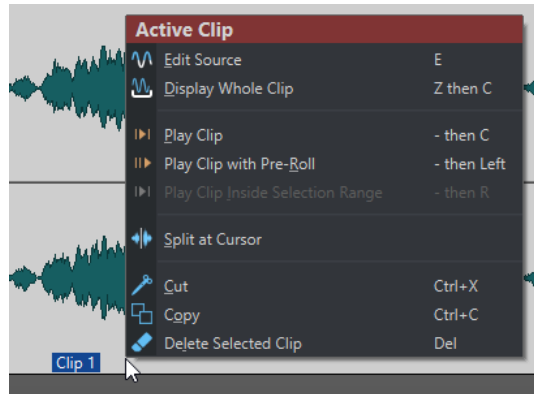 Active Clip
Edit Source E
Display Whole Clip Z then C
Play Clip - then C
Play Clip with Pre-Roll - then Left
Play Clip Inside Selection Range - then R
Split at Cursor
Cut Ctrl+X
Copy Ctrl+C
Delete Selected Clip Del
Clip 1